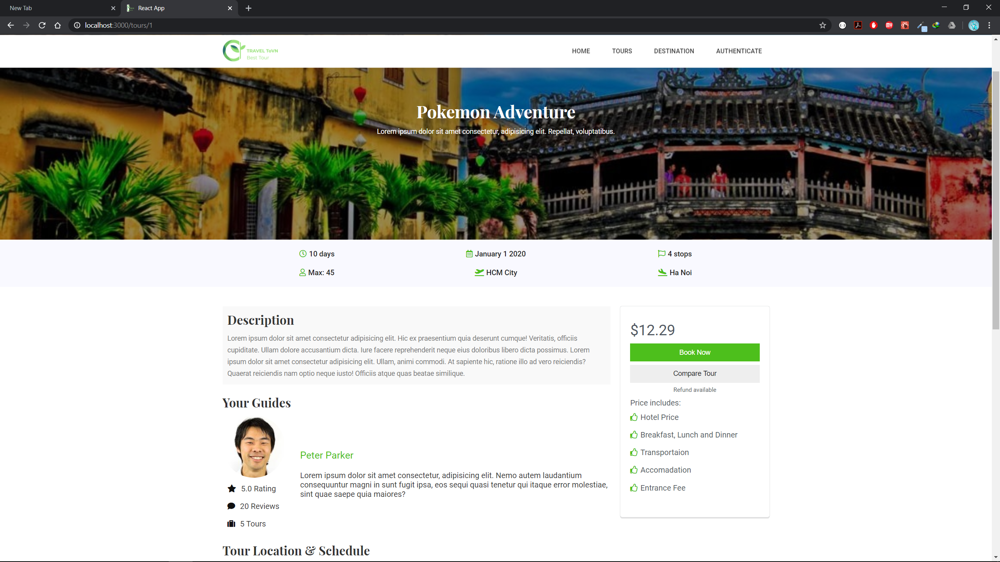 New Tab
React App
localhost:3000/tours/1
TRAVEL ToVN
Best Tour
HOME TOURS DESTINATION AUTHENTICATE
Pokemon Adventure
Lorem ipsum dolor sit amet consectetur, adipisicing elit. Repellat, voluptatibus.
10 days
January 1 2020
4 stops
Max: 45
HCM City
Ha Noi
Description
Lorem ipsum dolor sit amet consectetur adipisicing elit. Hic ex praesentium quia deserunt cumque! Veritatis, officiis
cupiditate. Ullam dolore accusantium dicta. Iure facere reprehenderit neque eius doloribus libero dicta possimus. Lorem
ipsum dolor sit amet consectetur adipisicing elit. Ullam, animi commodi. At sapiente hic, ratione illo ad vero reiciendis?
Quaerat reiciendis nam optio neque iusto! Officiis atque quas beatae similique.
Your Guides
Peter Parker
Lorem ipsum dolor sit amet consectetur, adipisicing elit. Nemo autem laudantium
consequuntur magni in sunt fugit ipsa, eos sequi quasi tenetur qui itaque error molestiae,
sint quae saepe quia maiores?
5.0 Rating
20 Reviews
5 Tours
Tour Location & Schedule
$12.29
Book Now
Compare Tour
Refund available
Price includes:
Hotel Price
Breakfast, Lunch and Dinner
Transportaion
Accomadation
Entrance Fee